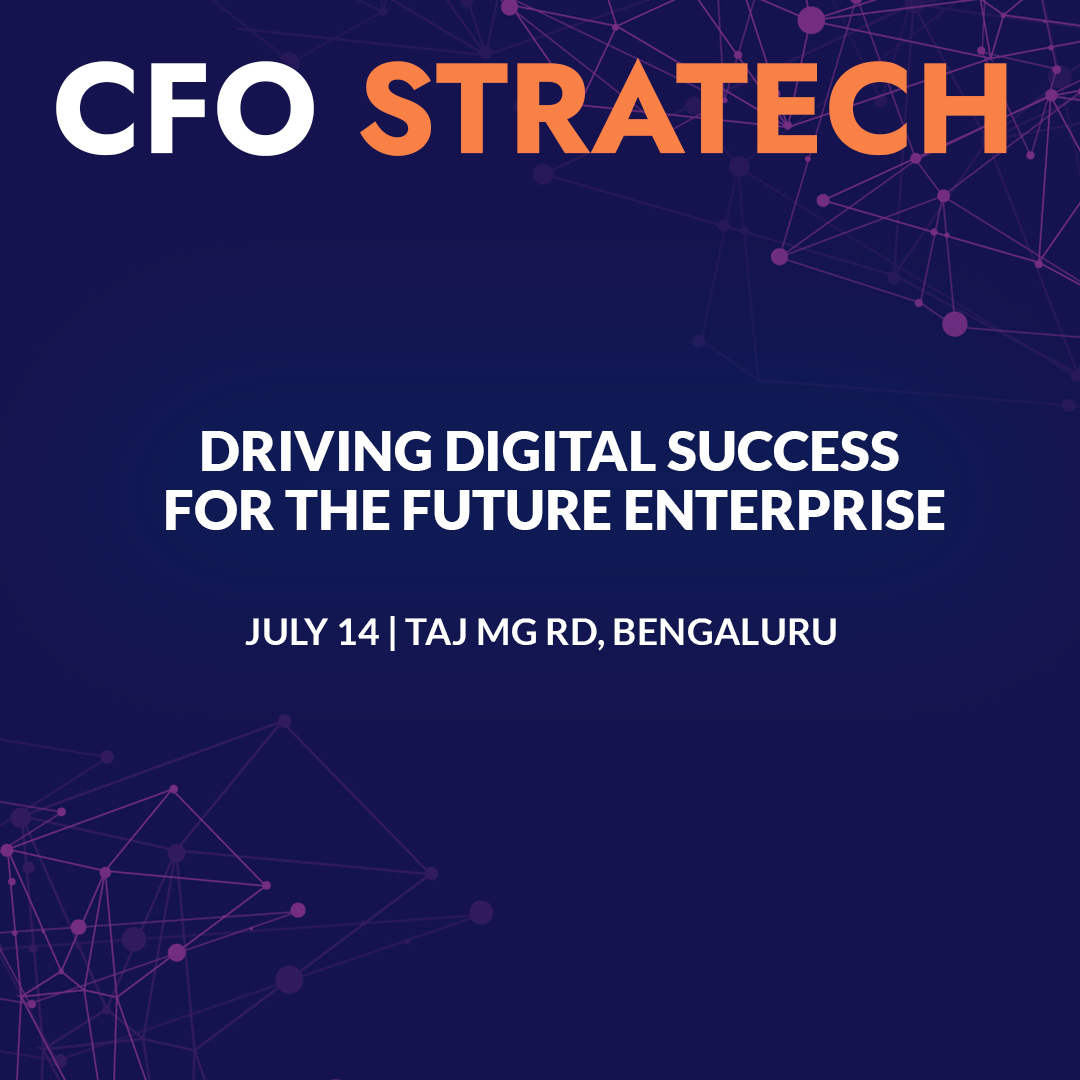 CFO STRATECH
DRIVING DIGITAL SUCCESS
FOR THE FUTURE ENTERPRISE
JULY 14 | TAJ MG RD, BENGALURU